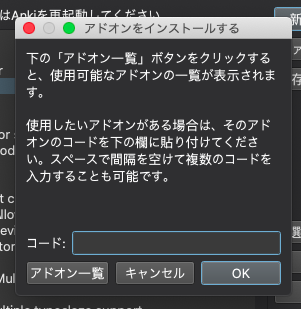 はAnkiを再起動してください
アドオンをインストールする
下の「アドオン一覧」ボタンをクリックする
と、使用可能なアドオンの一覧が表示されま
す。
使用したいアドオンがある場合は、そのアド
オンのコードを下の欄に貼り付けてくださ
い。スペースで間隔を空けて複数のコードを
入力することも可能です。
コード:
アドオン一覧
キャンセル
OK